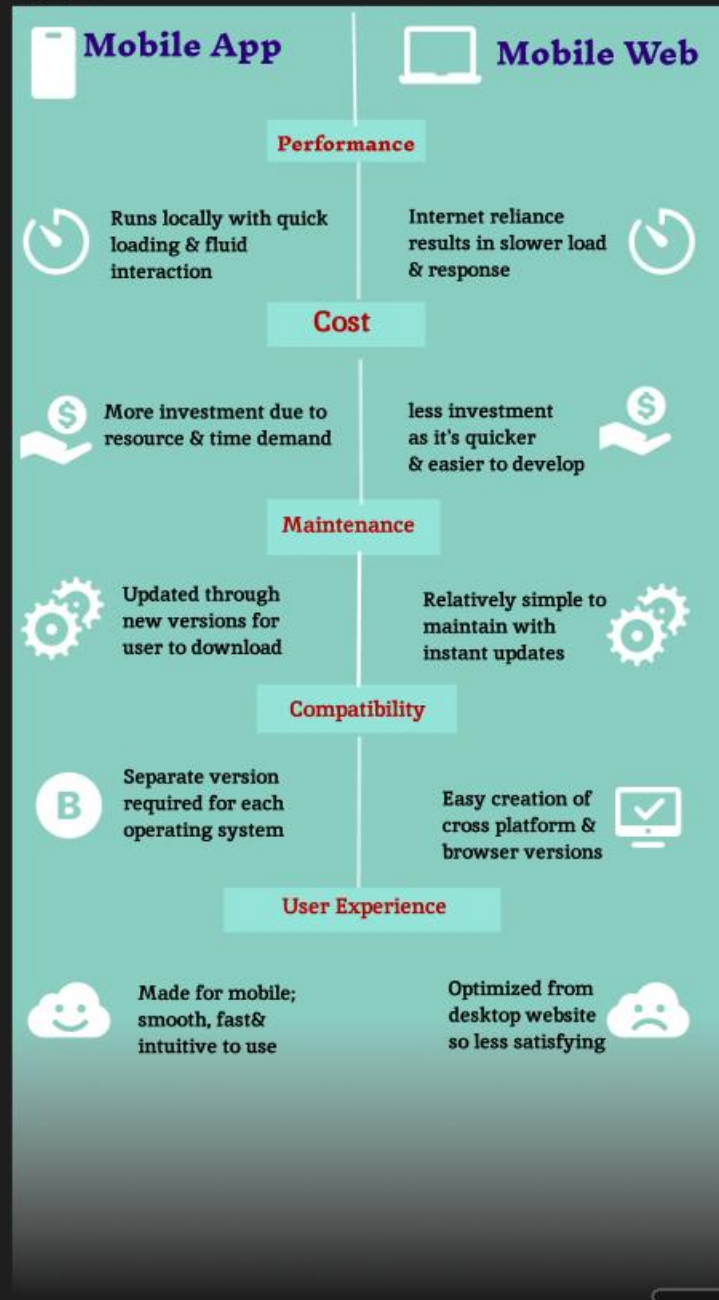 Mobile App
Mobile Web
Performance
Runs locally with quick
loading & fluid
interaction
Internet reliance
results in slower load
& response
Cost
$
More investment due to
resource & time demand
less investment
as it's quicker
& easier to develop
$
Maintenance
Updated through
new versions for
user to download
Relatively simple to
maintain with
instant updates
Compatibility
B
Separate version
required for each
operating system
Easy creation of
cross platform &
browser versions
User Experience
Made for mobile;
smooth, fast&
intuitive to use
Optimized from
desktop website
so less satisfying